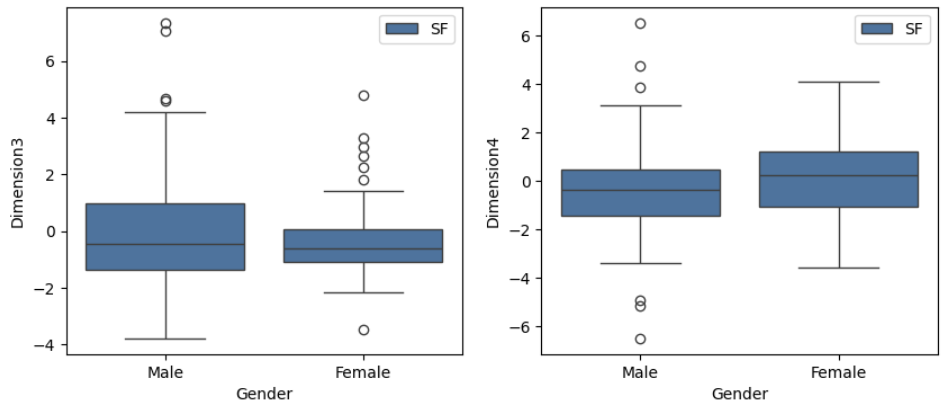 SF
Dimension3
6
4
2
0
−2
−4
Male
Female
Gender
SF
Dimension4
6
4
2
0
−2
−4
−6
Male
Female
Gender